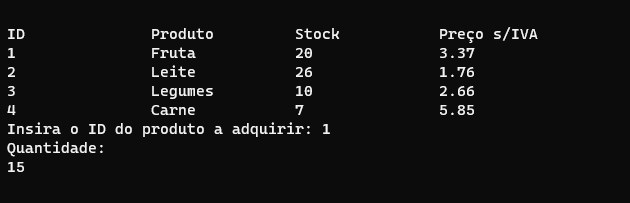 ID Produto Stock Preço s/IVA
1 Fruta 20 3.37
2 Leite 26 1.76
3 Legumes 10 2.66
4 Carne 7 5.85
Insira o ID do produto a adquirir: 1
Quantidade:
15